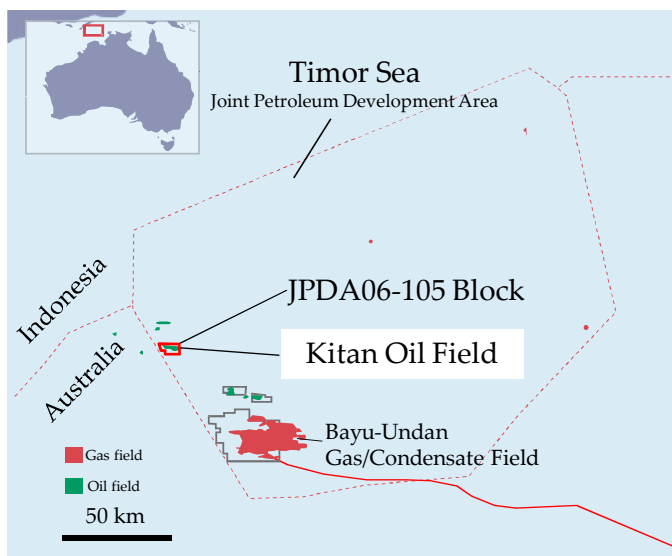 Timor Sea
Joint Petroleum Development Area
Indonesia
Australia
JPDA06-105 Block
Kitan Oil Field
Bayu-Undan
Gas/Condensate Field
Gas field
Oil field
50 km